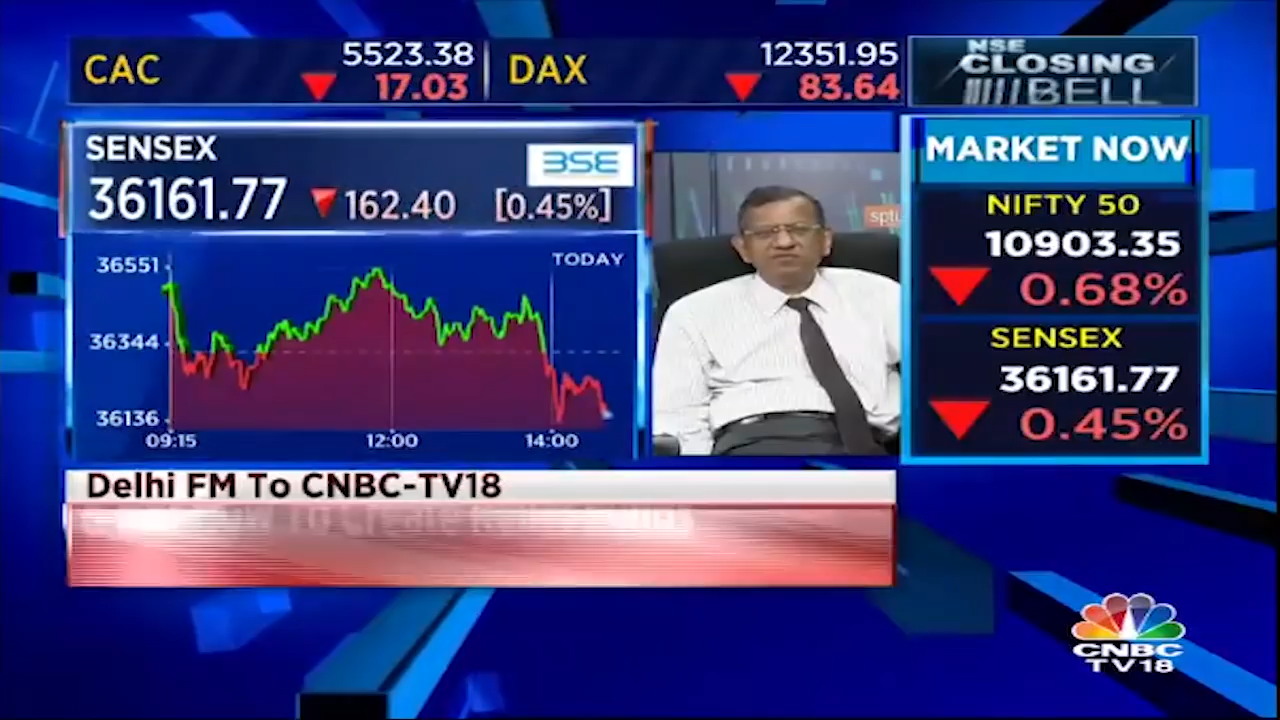 CAC
5523.38
17.03
DAX
12351.95
83.64
NSE
CLOSING
BELL
SENSEX
BSE
36161.77
162.40
[0.45%]
TODAY
36551
36344
36136
09:15
12:00
14:00
MARKET NOW
NIFTY 50
10903.35
0.68%
SENSEX
36161.77
0.45%
Delhi FM To CNBC-TV18
To Create
CNBC
TV18